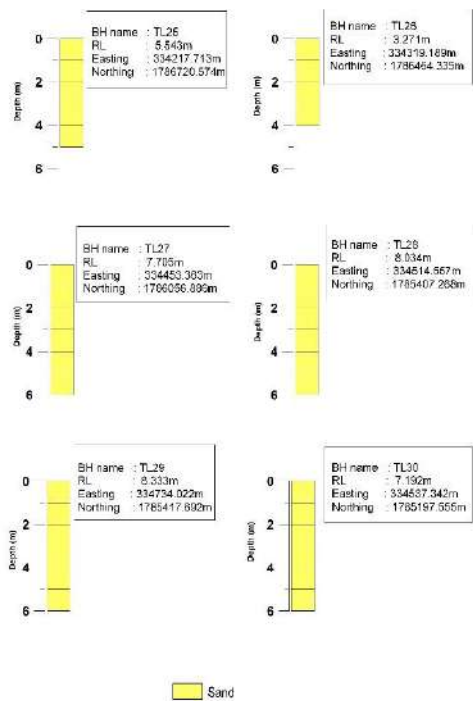 BH name : TL25
RL : 5.543m
Easting : 334217.713m
Northing : 1786720.574m
0
2
4
6
Depth (m)
BH name : TL26
RL : 3.271m
Easting : 334319.189m
Northing : 1786464.335m
0
2
4
6
Depth (m)
BH name : TL27
RL : 7.705m
Easting : 334453.383m
Northing : 1786056.886m
0
2
4
6
Depth (m)
BH name : TL28
RL : 8.034m
Easting : 334514.567m
Northing : 1785407.268m
0
2
4
6
Depth (m)
BH name : TL29
RL : 8.333m
Easting : 334734.022m
Northing : 1785417.692m
0
2
6
Depth (m)
BH name : TL30
RL : 7.192m
Easting : 334537.342m
Northing : 1785197.555m
0
2
6
Depth (m)
Sand